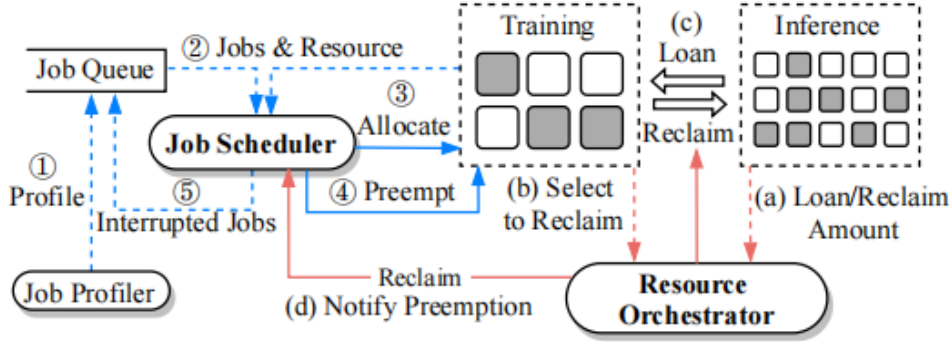 Training
(c)
Inference
② Jobs & Resource
Loan
Job Queue
③
Allocate
Reclaim
Job Scheduler
①
Profile
⑤
④ Preempt
(b) Select
to Reclaim
(a) Loan/Reclaim
Amount
Interrupted Jobs
Reclaim
Job Profiler
(d) Notify Preemption
Resource
Orchestrator